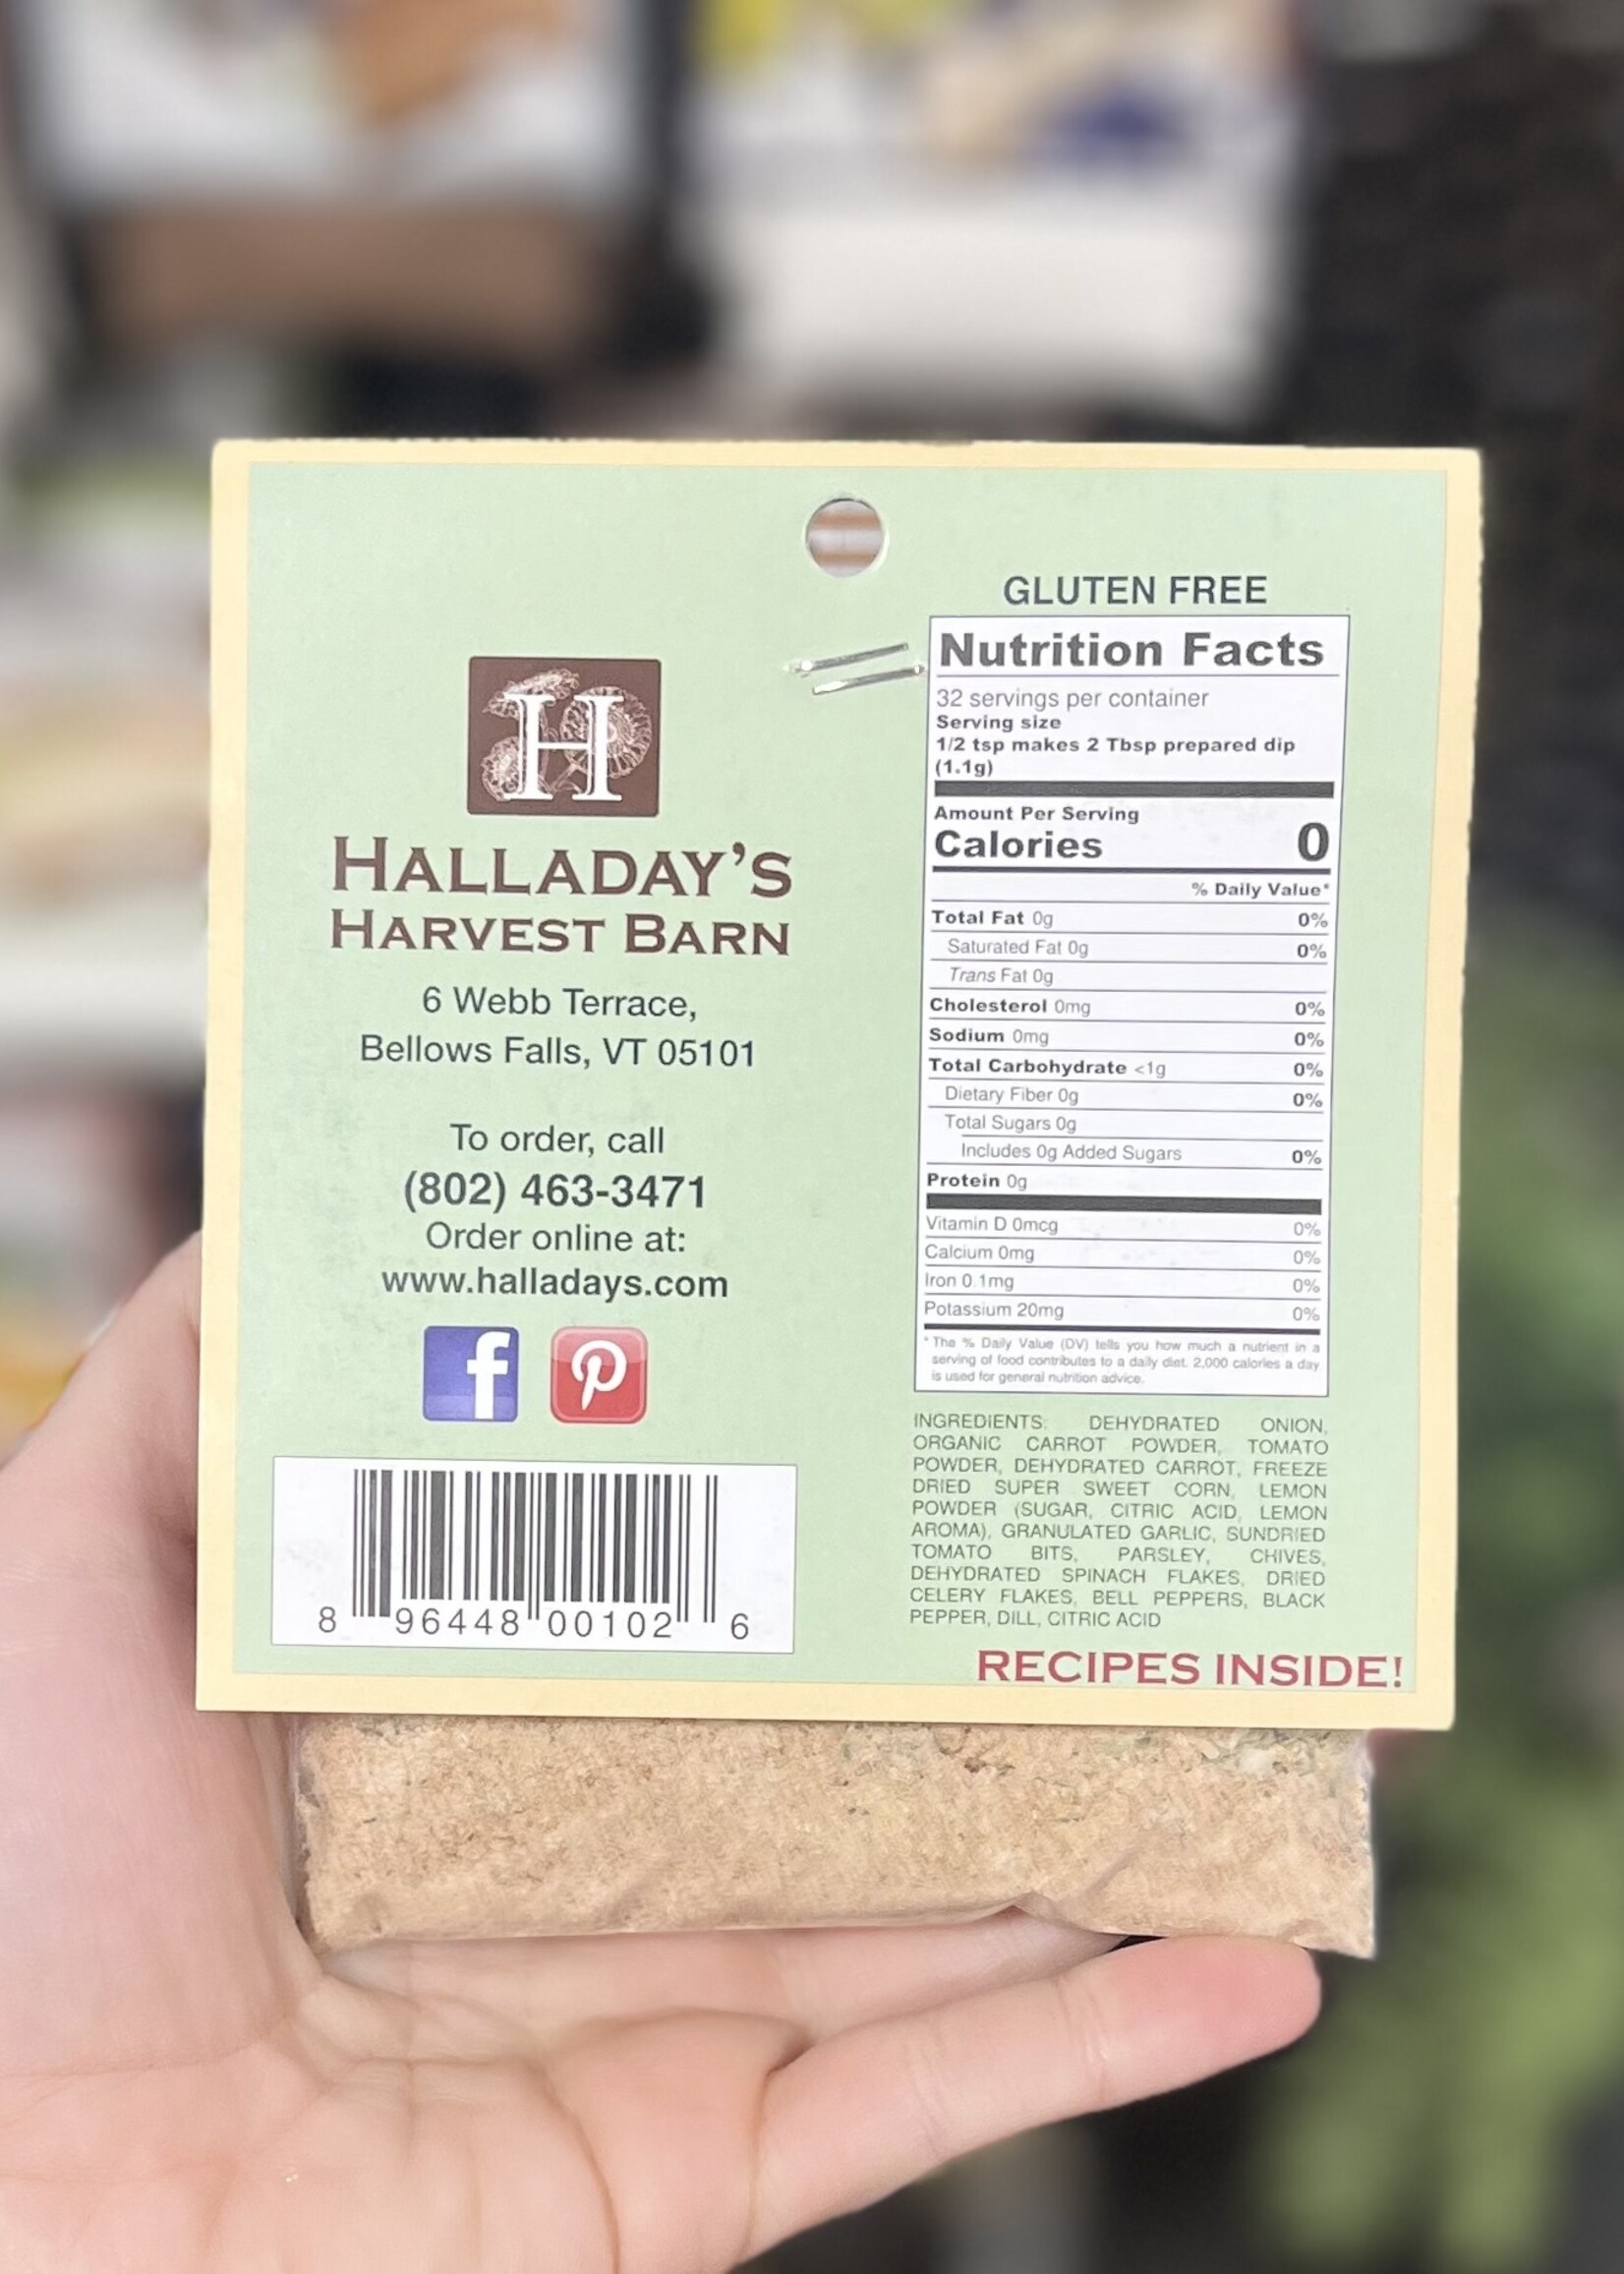 H
HALLADAY'S
HARVEST BARN
6 Webb Terrace,
Bellows Falls, VT 05101
To order, call
(802) 463-3471
Order online at:
www.halladays.com
f
8 96448 00102 6
GLUTEN FREE
Nutrition Facts
32 servings per container
Serving size
1/2 tsp makes 2 Tbsp prepared dip
(1.1g)
Amount Per Serving
Calories 0
% Daily Value*
Total Fat 0g 0%
Saturated Fat 0g 0%
Trans Fat 0g
Cholesterol 0mg 0%
Sodium 0mg 0%
Total Carbohydrate <1g 0%
Dietary Fiber 0g 0%
Total Sugars 0g
Includes 0g Added Sugars 0%
Protein 0g
Vitamin D 0mcg 0%
Calcium 0mg 0%
Iron 0.1mg 0%
Potassium 20mg 0%
* The % Daily Value (DV) tells you how much a nutrient in a
serving of food contributes to a daily diet. 2,000 calories a day
is used for general nutrition advice.
INGREDIENTS: DEHYDRATED ONION,
ORGANIC CARROT POWDER, TOMATO
POWDER, DEHYDRATED CARROT, FREEZE
DRIED SUPER SWEET CORN, LEMON
POWDER (SUGAR, CITRIC ACID, LEMON
AROMA), GRANULATED GARLIC, SUNDRIED
TOMATO BITS, PARSLEY, CHIVES,
DEHYDRATED SPINACH FLAKES, DRIED
CELERY FLAKES, BELL PEPPERS, BLACK
PEPPER, DILL, CITRIC ACID
RECIPES INSIDE!